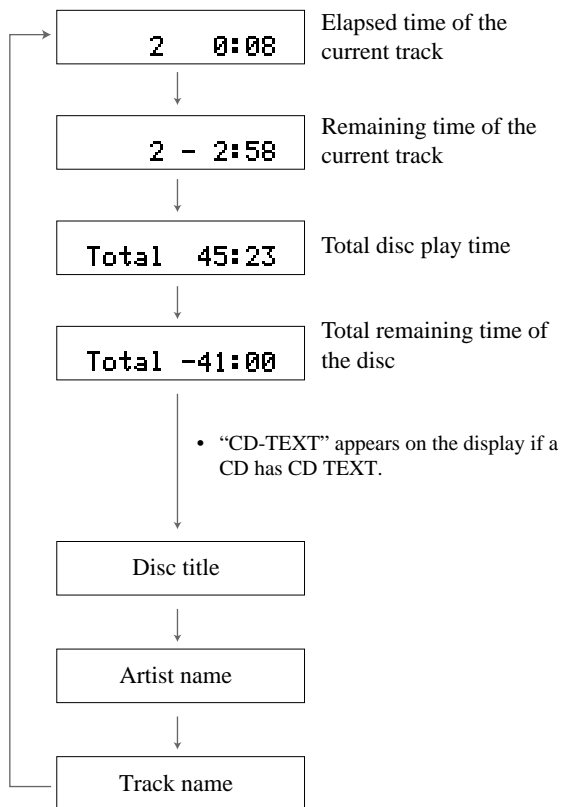 2 0:08
Elapsed time of the
current track
2 - 2:58
Remaining time of the
current track
Total 45:23
Total disc play time
Total -41:00
Total remaining time of
the disc
• “CD-TEXT” appears on the display if a
CD has CD TEXT.
Disc title
Artist name
Track name